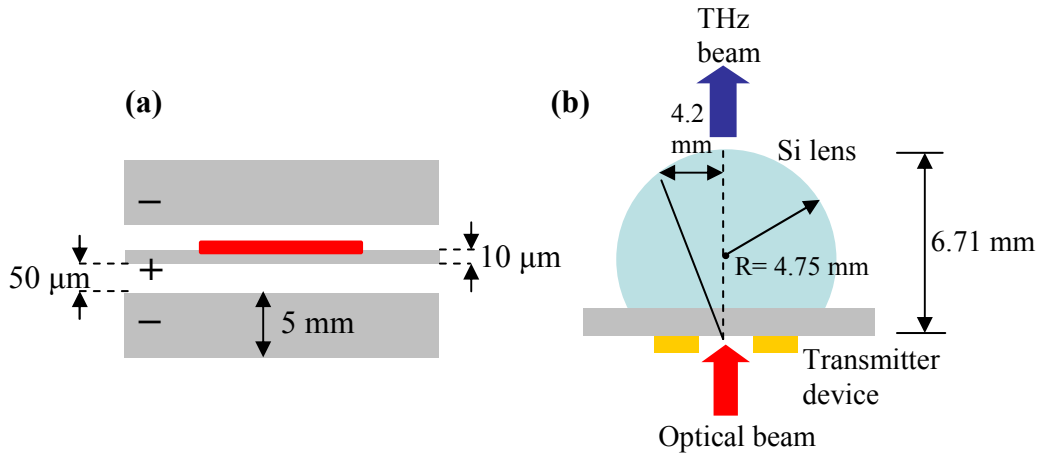 (a)
−
+
−
50 μm
10 μm
5 mm
(b)
THz
beam
4.2
mm
Si lens
R= 4.75 mm
6.71 mm
Transmitter
device
Optical beam